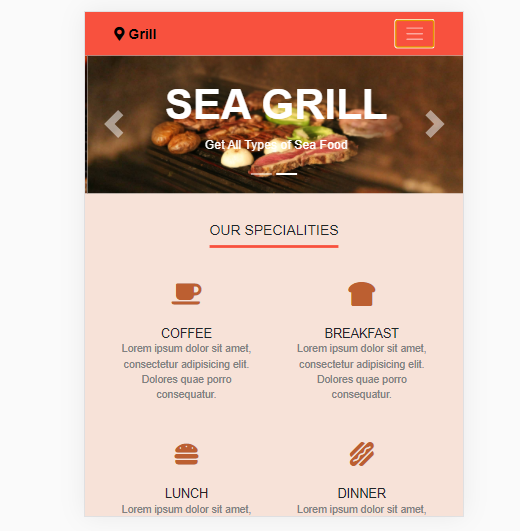 Grill
SEA GRILL
Get All Types of Sea Food
OUR SPECIALITIES
COFFEE
Lorem ipsum dolor sit amet,
consectetur adipisicing elit.
Dolores quae porro
consequatur.
BREAKFAST
Lorem ipsum dolor sit amet,
consectetur adipisicing elit.
Dolores quae porro
consequatur.
LUNCH
Lorem ipsum dolor sit amet,
DINNER
Lorem ipsum dolor sit amet,